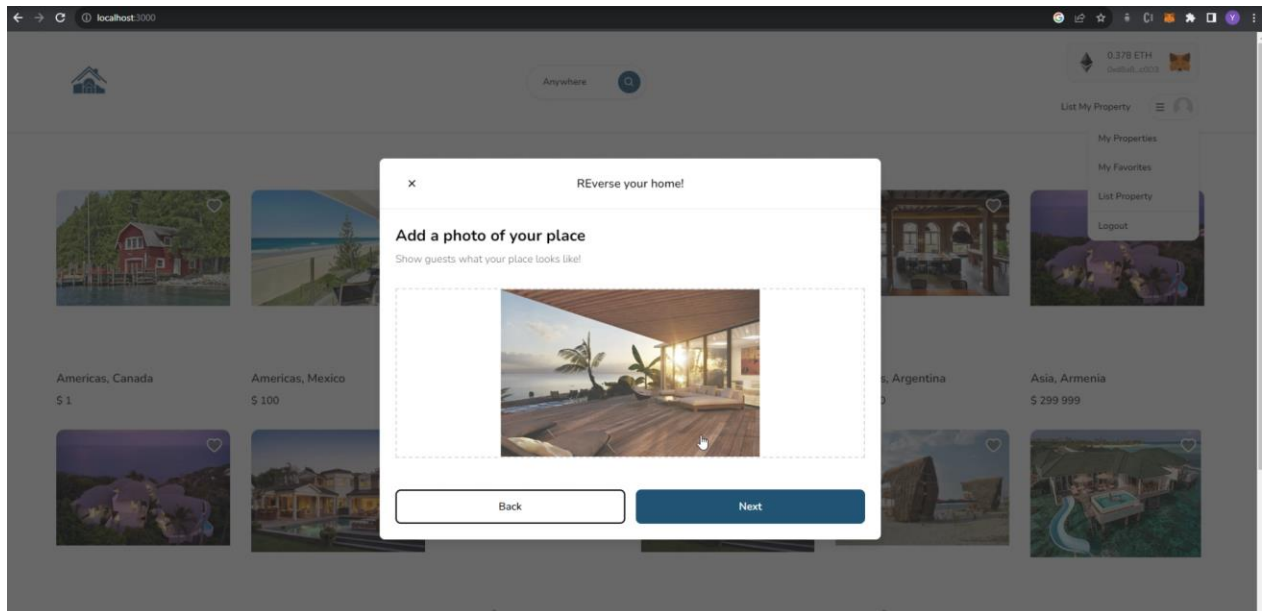 localhost:3000
Anywhere
0.378 ETH
List My Property
My Properties
My Favorites
List Property
Logout
REverse your home!
Add a photo of your place
Show guests what your place looks like!
Back
Next
Americas, Canada
$ 1
Americas, Mexico
$ 100
s, Argentina
Asia, Armenia
$ 299 999